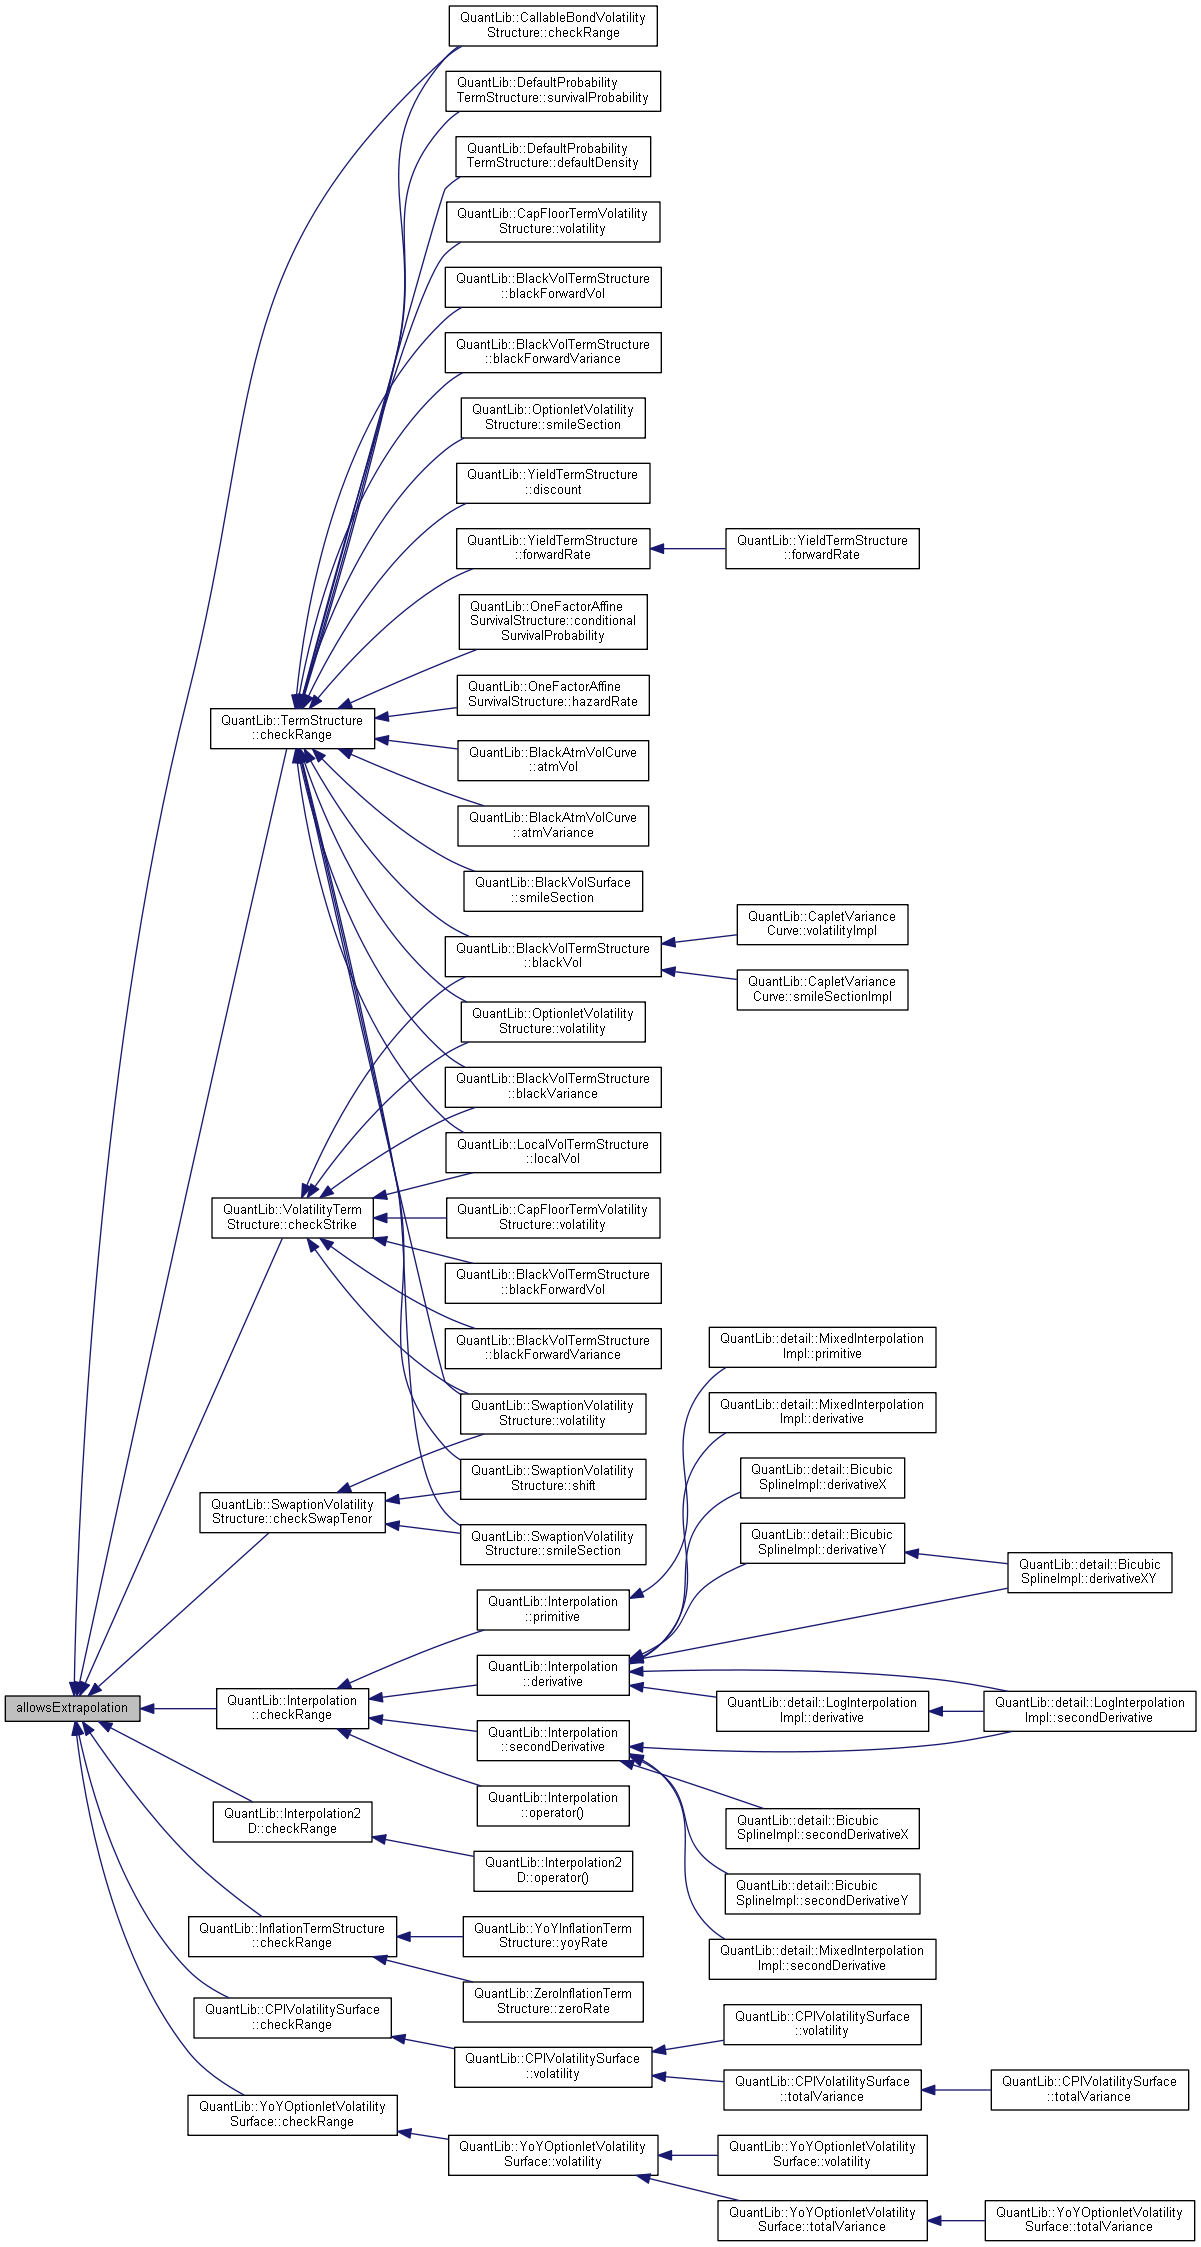 QuantLib::CallableBondVolatility
Structure::checkRange
QuantLib::DefaultProbability
TermStructure::survivalProbability
QuantLib::DefaultProbability
TermStructure::defaultDensity
QuantLib::CapFloorTermVolatility
Structure::volatility
QuantLib::BlackVolTermStructure
::blackForwardVol
QuantLib::BlackVolTermStructure
::blackForwardVariance
QuantLib::OptionletVolatility
Structure::smileSection
QuantLib::YieldTermStructure
::discount
QuantLib::YieldTermStructure
::forwardRate
QuantLib::YieldTermStructure
::forwardRate
QuantLib::OneFactorAffine
SurvivalStructure::conditional
SurvivalProbability
QuantLib::OneFactorAffine
SurvivalStructure::hazardRate
QuantLib::TermStructure
::checkRange
QuantLib::BlackAtmVolCurve
::atmVol
QuantLib::BlackAtmVolCurve
::atmVariance
QuantLib::BlackVolSurface
::smileSection
QuantLib::CapletVariance
Curve::volatilityImpl
QuantLib::BlackVolTermStructure
::blackVol
QuantLib::CapletVariance
Curve::smileSectionImpl
QuantLib::OptionletVolatility
Structure::volatility
QuantLib::BlackVolTermStructure
::blackVariance
QuantLib::LocalVolTermStructure
::localVol
QuantLib::VolatilityTerm
Structure::checkStrike
QuantLib::CapFloorTermVolatility
Structure::volatility
QuantLib::BlackVolTermStructure
::blackForwardVol
QuantLib::BlackVolTermStructure
::blackForwardVariance
QuantLib::detail::MixedInterpolation
Impl::primitive
QuantLib::SwaptionVolatility
Structure::volatility
QuantLib::detail::MixedInterpolation
Impl::derivative
QuantLib::SwaptionVolatility
Structure::shift
QuantLib::detail::Bicubic
SplineImpl::derivativeX
QuantLib::SwaptionVolatility
Structure::checkSwapTenor
QuantLib::SwaptionVolatility
Structure::smileSection
QuantLib::detail::Bicubic
SplineImpl::derivativeY
QuantLib::detail::Bicubic
SplineImpl::derivativeXY
QuantLib::Interpolation
::primitive
QuantLib::Interpolation
::derivative
allowsExtrapolation
QuantLib::Interpolation
::checkRange
QuantLib::detail::LogInterpolation
Impl::derivative
QuantLib::detail::LogInterpolation
Impl::secondDerivative
QuantLib::Interpolation
::secondDerivative
QuantLib::Interpolation
::operator()
QuantLib::Interpolation2
D::checkRange
QuantLib::detail::Bicubic
SplineImpl::secondDerivativeX
QuantLib::Interpolation2
D::operator()
QuantLib::detail::Bicubic
SplineImpl::secondDerivativeY
QuantLib::InflationTermStructure
::checkRange
QuantLib::YoYInflationTerm
Structure::yoyRate
QuantLib::detail::MixedInterpolation
Impl::secondDerivative
QuantLib::ZeroInflationTerm
Structure::zeroRate
QuantLib::CPIVolatilitySurface
::checkRange
QuantLib::CPIVolatilitySurface
::volatility
QuantLib::CPIVolatilitySurface
::volatility
QuantLib::CPIVolatilitySurface
::totalVariance
QuantLib::CPIVolatilitySurface
::totalVariance
QuantLib::YoYOptionletVolatility
Surface::checkRange
QuantLib::YoYOptionletVolatility
Surface::volatility
QuantLib::YoYOptionletVolatility
Surface::volatility
QuantLib::YoYOptionletVolatility
Surface::totalVariance
QuantLib::YoYOptionletVolatility
Surface::totalVariance